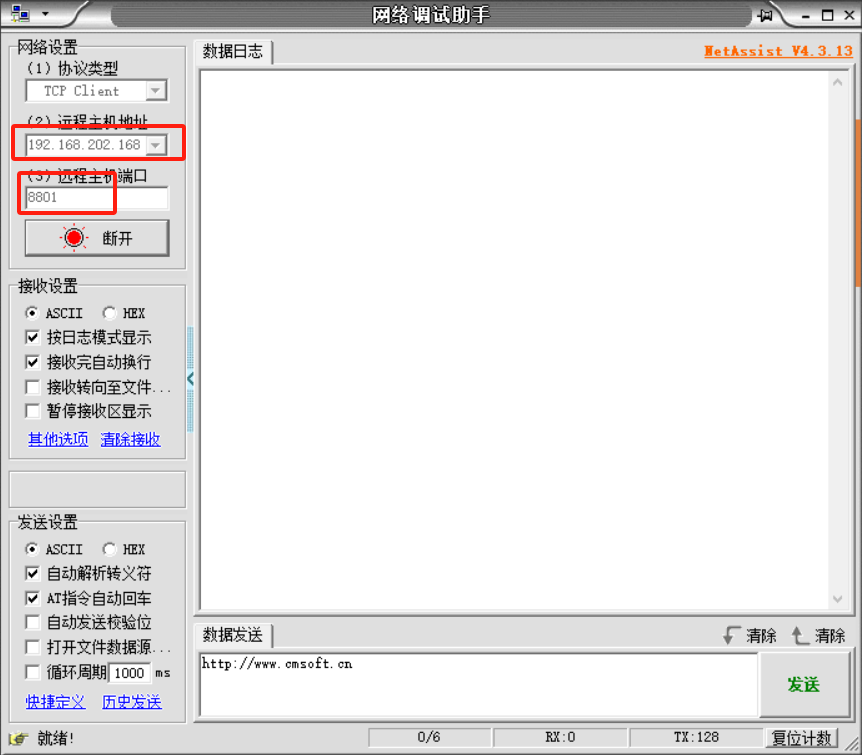 网络调试助手
网络设置
(1) 协议类型
TCP Client
(2) 远程主机地址
192.168.202.168
(3) 远程主机端口
8801
断开
接收设置
ASCII HEX
按日志模式显示
接收完自动换行
接收转向至文件...
暂停接收区显示
其他选项 清除接收
发送设置
ASCII HEX
自动解析转义符
AT指令自动回车
自动发送校验位
打开文件数据源...
循环周期 1000 ms
快捷定义 历史发送
数据日志
NetAssist V4.3.13
数据发送
清除 清除
http://www.cmsoft.cn
发送
就绪!
0/6
RX:0
TX:128
复位计数